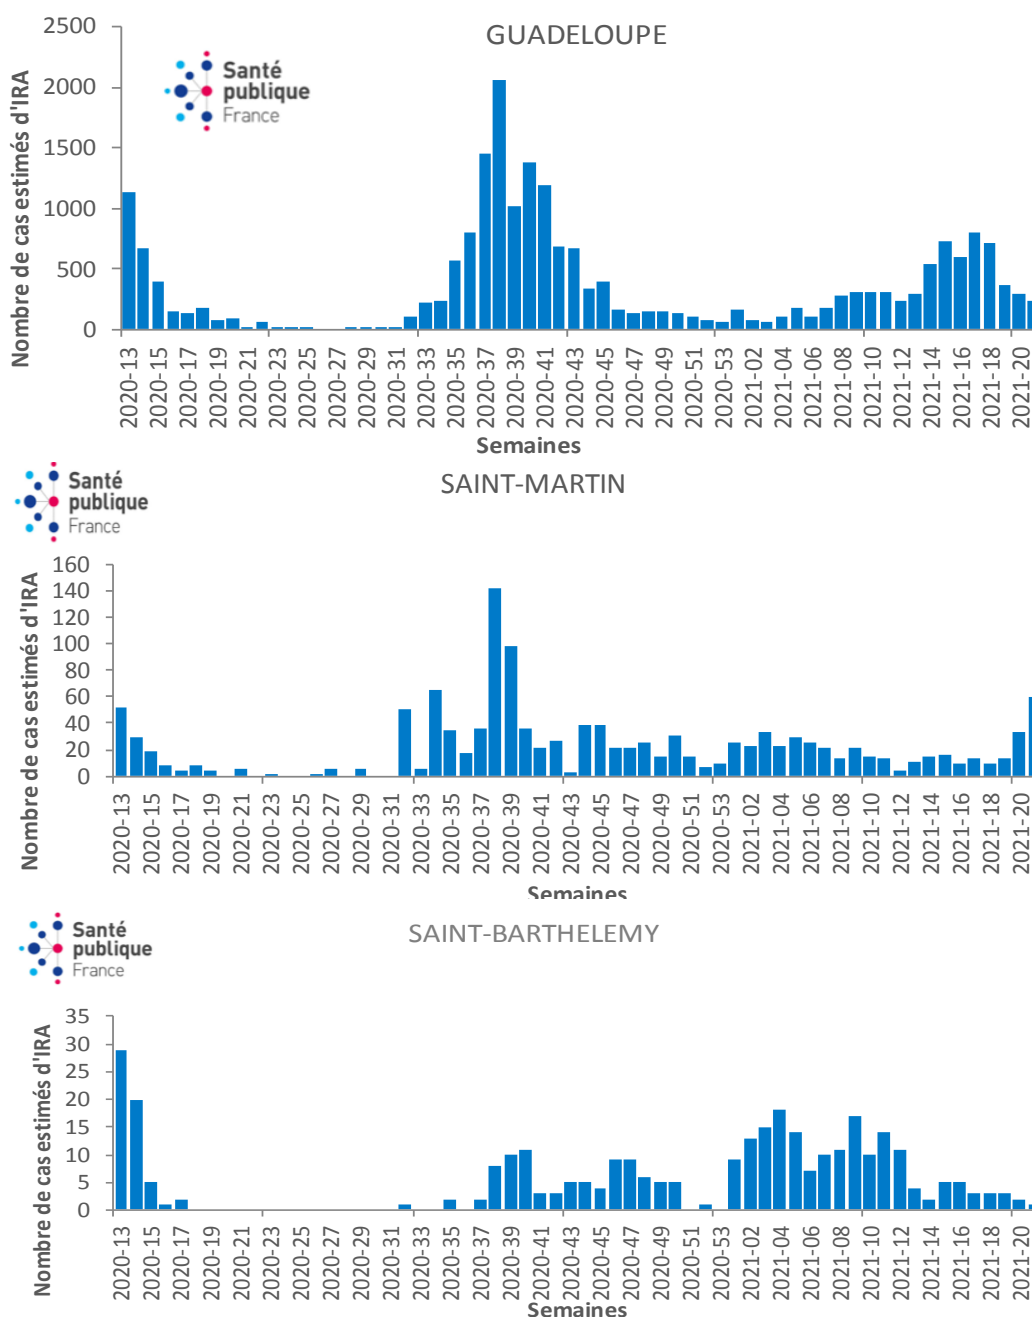 GUADELOUPE
Santé
publique
France
Nombre de cas estimés d'IRA
2500
2000
1500
1000
500
0
2020-13 2020-15 2020-17 2020-19 2020-21 2020-23 2020-25 2020-27 2020-29 2020-31 2020-33 2020-35 2020-37 2020-39 2020-41 2020-43 2020-45 2020-47 2020-49 2020-51 2020-53 2021-02 2021-04 2021-06 2021-08 2021-10 2021-12 2021-14 2021-16 2021-18 2021-20
Semaines
Santé
publique
France
SAINT-MARTIN
Nombre de cas estimés d'IRA
160
140
120
100
80
60
40
20
0
2020-13 2020-15 2020-17 2020-19 2020-21 2020-23 2020-25 2020-27 2020-29 2020-31 2020-33 2020-35 2020-37 2020-39 2020-41 2020-43 2020-45 2020-47 2020-49 2020-51 2020-53 2021-02 2021-04 2021-06 2021-08 2021-10 2021-12 2021-14 2021-16 2021-18 2021-20
Semaines
Santé
publique
France
SAINT-BARTHELEMY
Nombre de cas estimés d'IRA
35
30
25
20
15
10
5
0
2020-13 2020-15 2020-17 2020-19 2020-21 2020-23 2020-25 2020-27 2020-29 2020-31 2020-33 2020-35 2020-37 2020-39 2020-41 2020-43 2020-45 2020-47 2020-49 2020-51 2020-53 2021-02 2021-04 2021-06 2021-08 2021-10 2021-12 2021-14 2021-16 2021-18 2021-20
Semaines